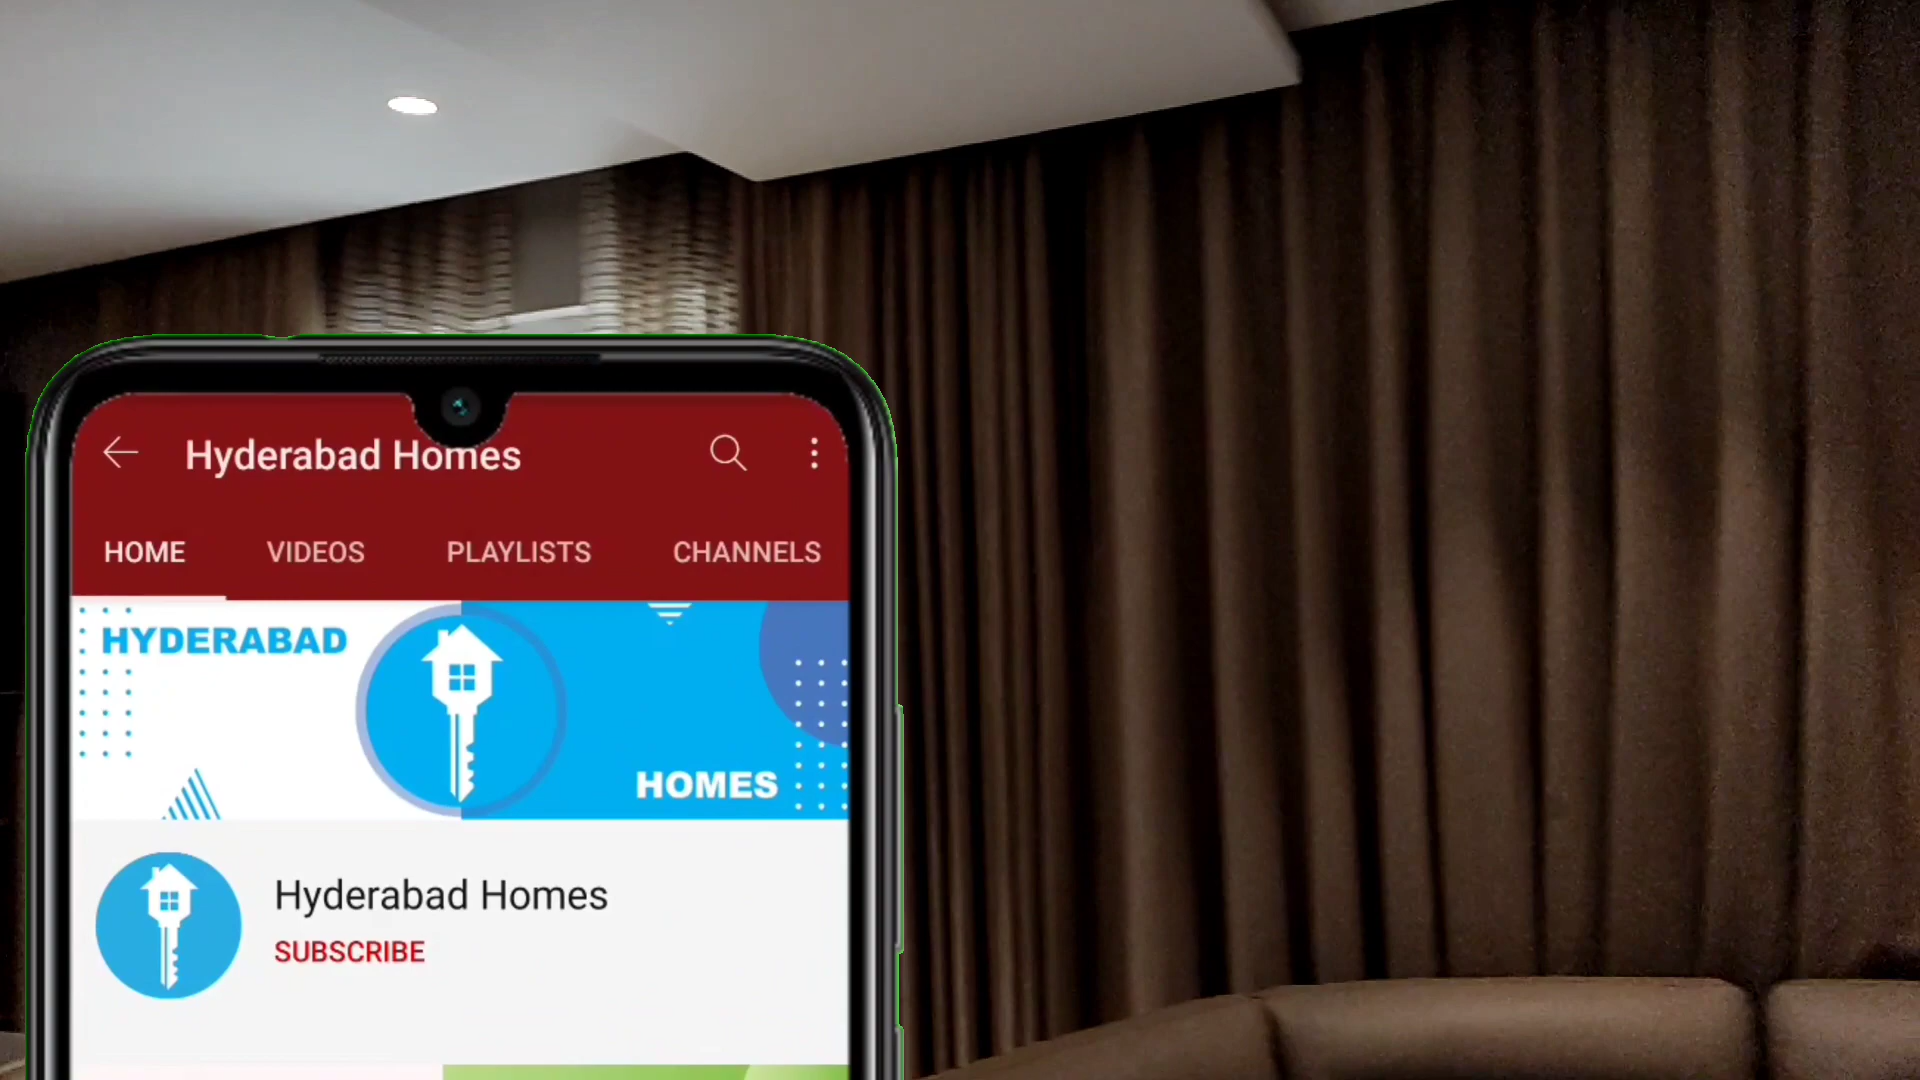 Hyderabad Homes
HOME VIDEOS PLAYLISTS CHANNELS
HYDERABAD
HOMES
Hyderabad Homes
SUBSCRIBE